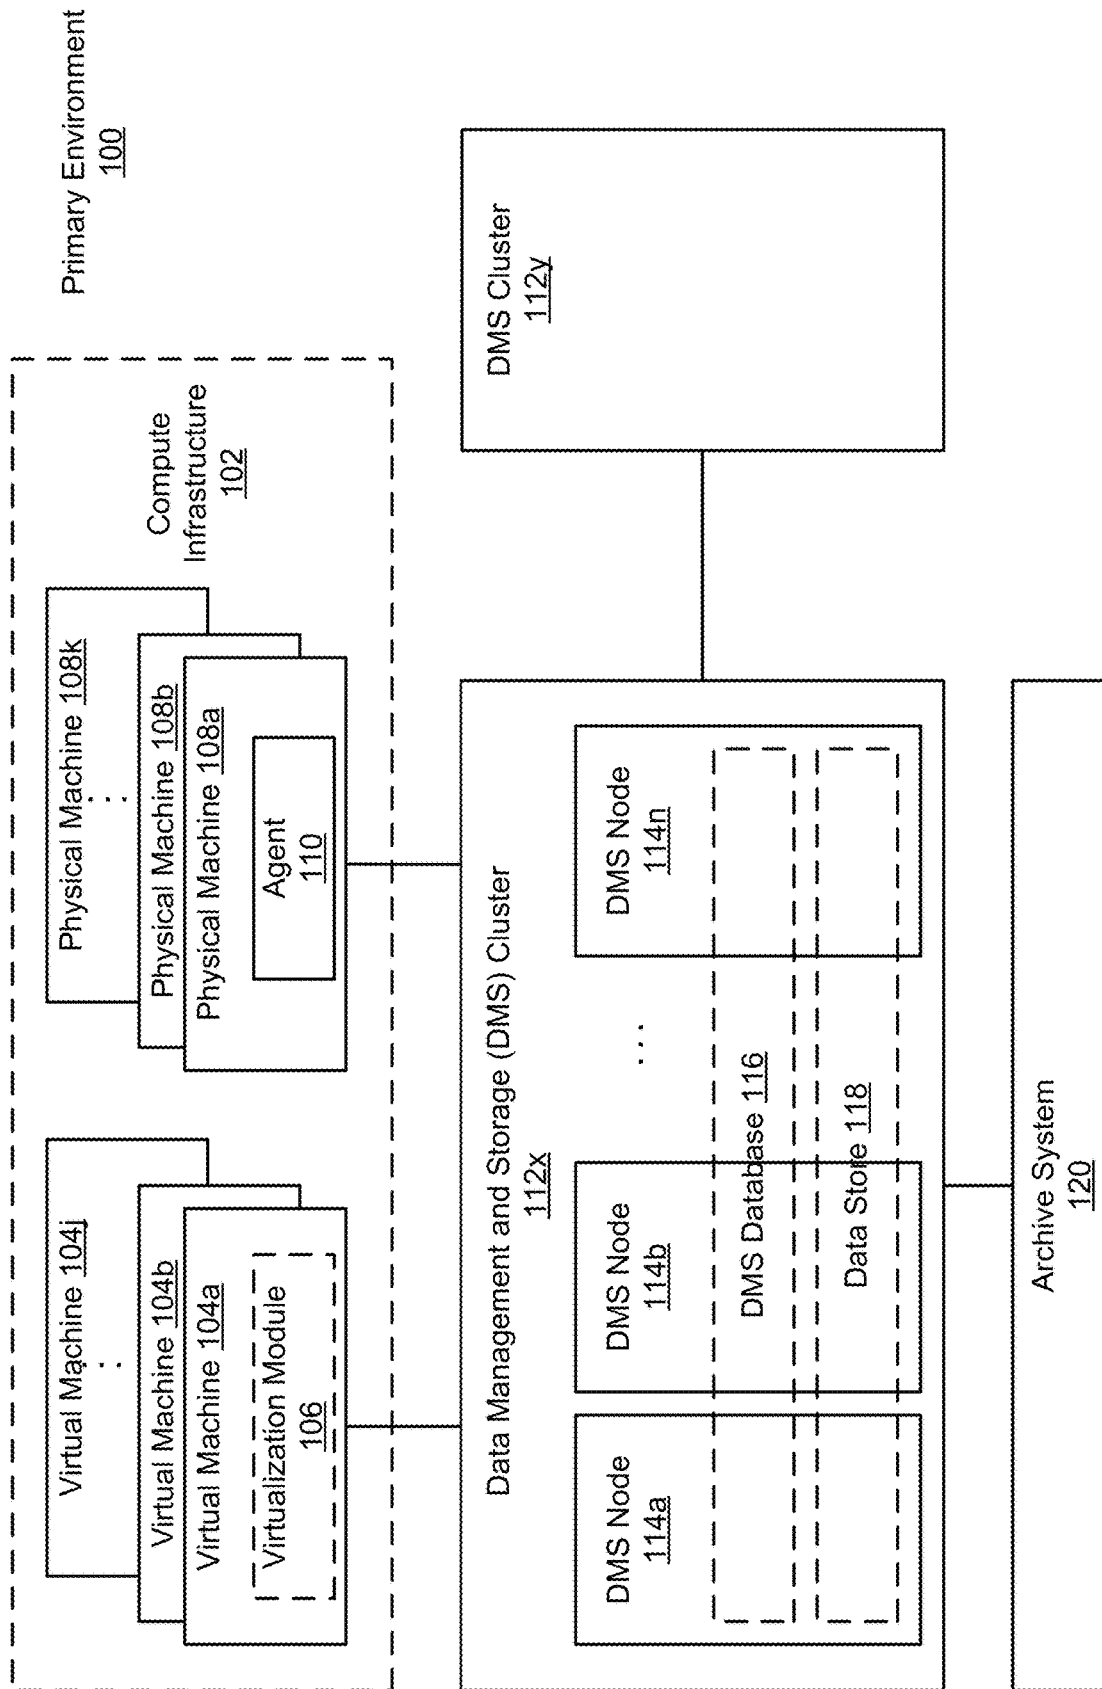 Primary Environment
100
Compute
Infrastructure
102
Virtual Machine 104j
...
Virtual Machine 104b
Virtual Machine 104a
Virtualization Module
106
Physical Machine 108k
...
Physical Machine 108b
Physical Machine 108a
Agent
110
Data Management and Storage (DMS) Cluster
112x
DMS Node
114a
DMS Node
114b
...
DMS Node
114n
DMS Database 116
Data Store 118
DMS Cluster
112y
Archive System
120